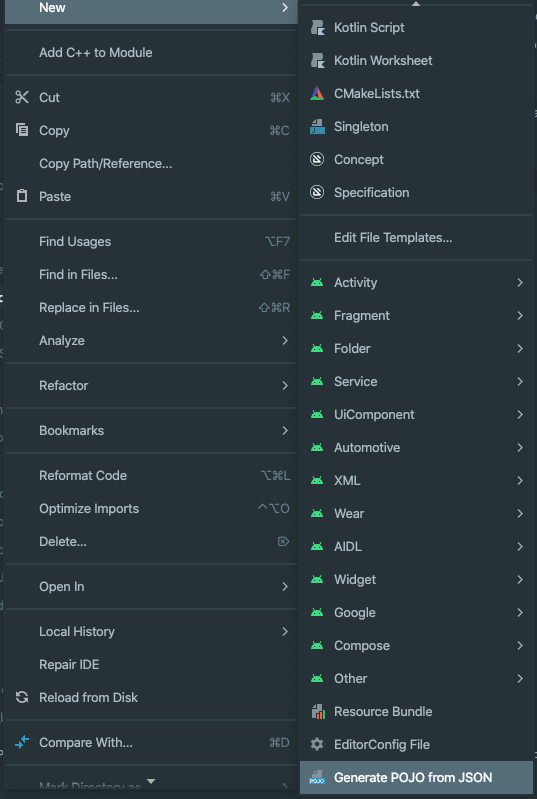 New
Add C++ to Module
Cut ⌘X
Copy ⌘C
Copy Path/Reference...
Paste ⌘V
Find Usages ⌥F7
Find in Files... ⇧⌘F
Replace in Files... ⇧⌘R
Analyze
Refactor
Bookmarks
Reformat Code ⌥⌘L
Optimize Imports ⌃⌥O
Delete... ⌦
Open In
Local History
Repair IDE
Reload from Disk
Compare With... ⌘D
Mark Directory as
Kotlin Script
Kotlin Worksheet
CMakeLists.txt
Singleton
Concept
Specification
Edit File Templates...
Activity
Fragment
Folder
Service
UiComponent
Automotive
XML
Wear
AIDL
Widget
Google
Compose
Other
Resource Bundle
EditorConfig File
POJO Generate POJO from JSON